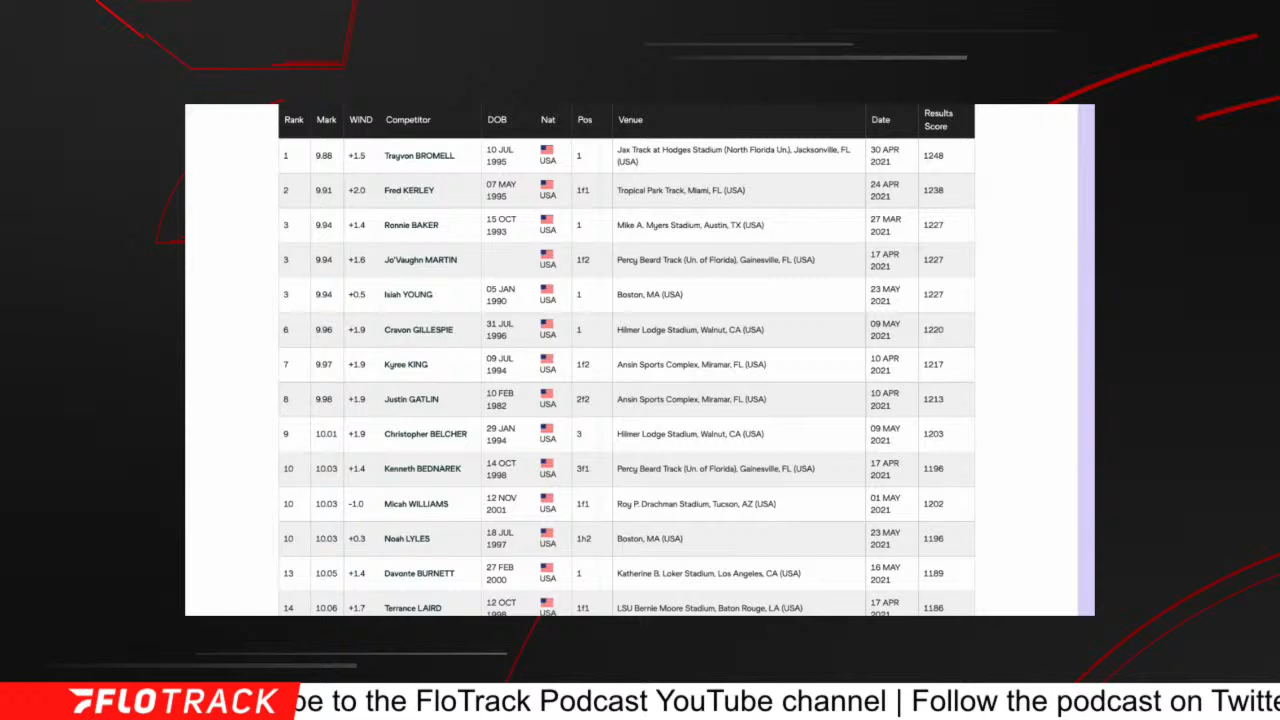 Rank Mark WIND Competitor DOB Nat Pos Venue Date Results Score
1 9.88 +1.5 Trayvon BROMELL 10 JUL 1995 USA 1 Jax Track at Hodges Stadium (North Florida Un.), Jacksonville, FL (USA) 30 APR 2021 1248
2 9.91 +2.0 Fred KERLEY 07 MAY 1995 USA 1f1 Tropical Park Track, Miami, FL (USA) 24 APR 2021 1238
3 9.94 +1.4 Ronnie BAKER 15 OCT 1993 USA 1 Mike A. Myers Stadium, Austin, TX (USA) 27 MAR 2021 1227
3 9.94 +1.6 Jo'Vaughn MARTIN USA 1f2 Percy Beard Track (Un. of Florida), Gainesville, FL (USA) 17 APR 2021 1227
3 9.94 +0.5 Isiah YOUNG 05 JAN 1990 USA 1 Boston, MA (USA) 23 MAY 2021 1227
6 9.96 +1.9 Cravon GILLESPIE 31 JUL 1996 USA 1 Hilmer Lodge Stadium, Walnut, CA (USA) 09 MAY 2021 1220
7 9.97 +1.9 Kyree KING 09 JUL 1994 USA 1f2 Ansin Sports Complex, Miramar, FL (USA) 10 APR 2021 1217
8 9.98 +1.9 Justin GATLIN 10 FEB 1982 USA 2f2 Ansin Sports Complex, Miramar, FL (USA) 10 APR 2021 1213
9 10.01 +1.9 Christopher BELCHER 29 JAN 1994 USA 3 Hilmer Lodge Stadium, Walnut, CA (USA) 09 MAY 2021 1203
10 10.03 +1.4 Kenneth BEDNAREK 14 OCT 1998 USA 3f1 Percy Beard Track (Un. of Florida), Gainesville, FL (USA) 17 APR 2021 1196
10 10.03 -1.0 Micah WILLIAMS 12 NOV 2001 USA 1f1 Roy P. Drachman Stadium, Tucson, AZ (USA) 01 MAY 2021 1202
10 10.03 +0.3 Noah LYLES 18 JUL 1997 USA 1h2 Boston, MA (USA) 23 MAY 2021 1196
13 10.05 +1.4 Davonte BURNETT 27 FEB 2000 USA 1 Katherine B. Loker Stadium, Los Angeles, CA (USA) 16 MAY 2021 1189
14 10.06 +1.7 Terrance LAIRD 12 OCT 1998 USA 1f1 LSU Bernie Moore Stadium, Baton Rouge, LA (USA) 17 APR 2021 1186
FLOTRACK be to the FloTrack Podcast YouTube channel | Follow the podcast on Twitte